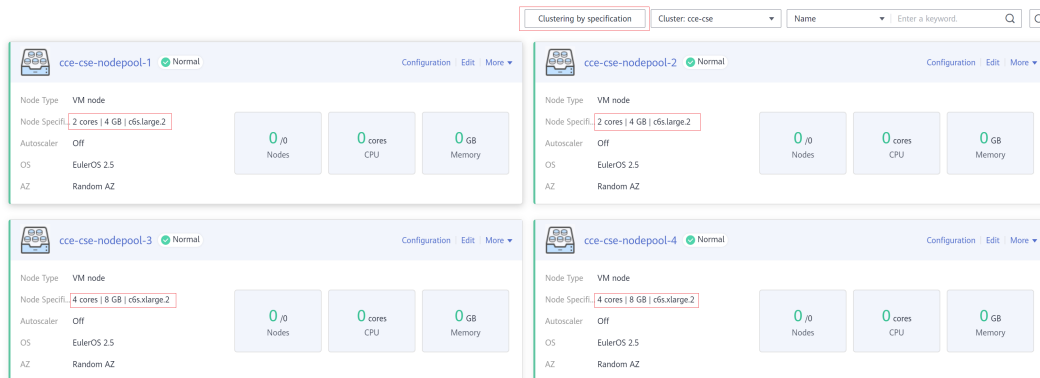 Clustering by specification Cluster: cce-cse Name Enter a keyword.
cce-cse-nodepool-1 Normal Configuration Edit More
Node Type VM node
Node Specifi... 2 cores | 4 GB | c6s.large.2
Autoscaler Off
OS EulerOS 2.5
AZ Random AZ
0 /0 0 cores 0 GB
Nodes CPU Memory
cce-cse-nodepool-2 Normal Configuration Edit More
Node Type VM node
Node Specifi... 2 cores | 4 GB | c6s.large.2
Autoscaler Off
OS EulerOS 2.5
AZ Random AZ
0 /0 0 cores 0 GB
Nodes CPU Memory
cce-cse-nodepool-3 Normal Configuration Edit More
Node Type VM node
Node Specifi... 4 cores | 8 GB | c6s.xlarge.2
Autoscaler Off
OS EulerOS 2.5
AZ Random AZ
0 /0 0 cores 0 GB
Nodes CPU Memory
cce-cse-nodepool-4 Normal Configuration Edit More
Node Type VM node
Node Specifi... 4 cores | 8 GB | c6s.xlarge.2
Autoscaler Off
OS EulerOS 2.5
AZ Random AZ
0 /0 0 cores 0 GB
Nodes CPU Memory